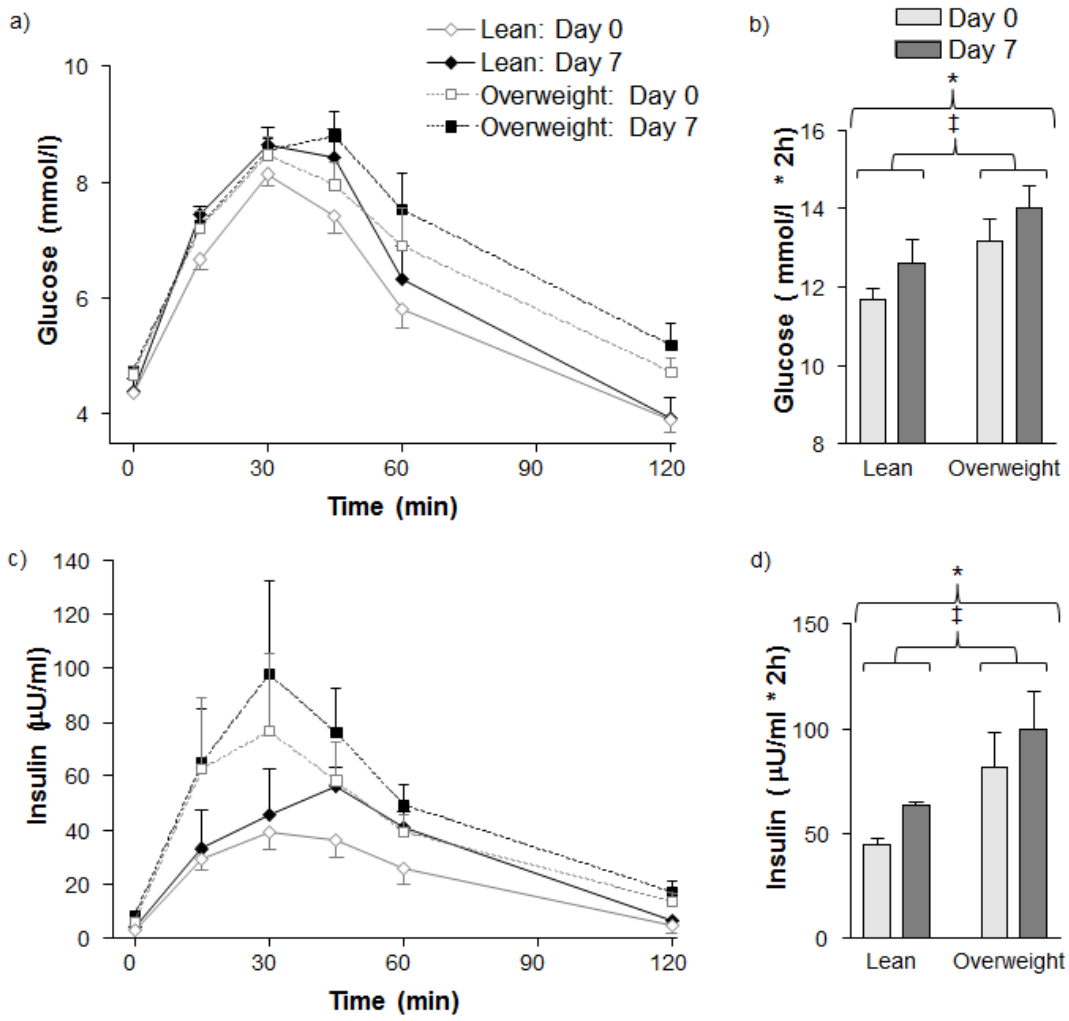 a)
Lean: Day 0
Lean: Day 7
Overweight: Day 0
Overweight: Day 7
10
8
6
4
Glucose (mmol/l)
0 30 60 90 120
Time (min)
b)
Day 0
Day 7
*
‡
16
14
12
10
8
Glucose ( mmol/l * 2h)
Lean Overweight
c)
140
120
100
80
60
40
20
0
Insulin (μU/ml)
0 30 60 90 120
Time (min)
d)
*
‡
150
100
50
0
Insulin ( μU/ml * 2h)
Lean Overweight